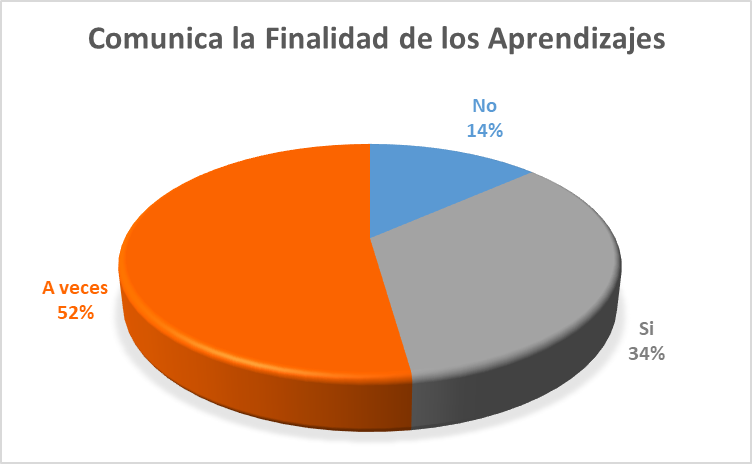 Comunica la Finalidad de los Aprendizajes
No
14%
A veces
52%
Si
34%